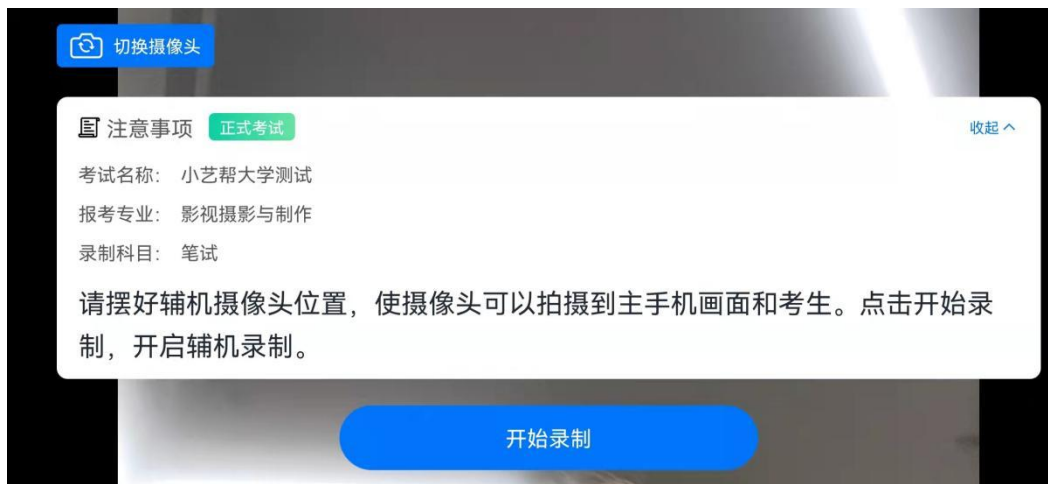 切换摄像头
注意事项 正式考试 收起
考试名称： 小艺帮大学测试
报考专业： 影视摄影与制作
录制科目： 笔试
请摆好辅机摄像头位置，使摄像头可以拍摄到主手机画面和考生。点击开始录
制，开启辅机录制。
开始录制